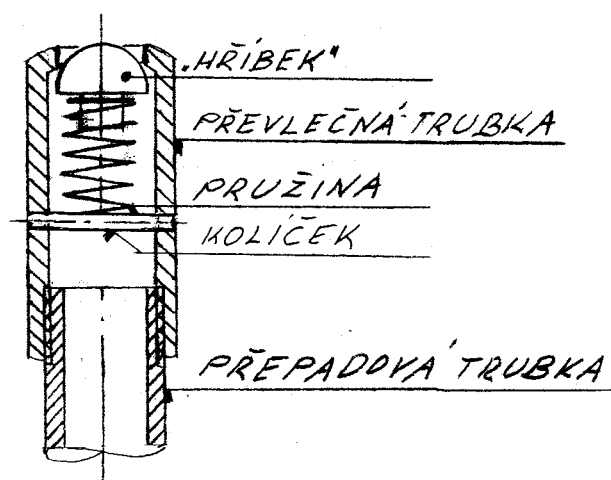 „HŘÍBEK"
PŘEVLEČNÁ TRUBKA
PRUŽINA
KOLÍČEK
PŘEPADOVÁ TRUBKA